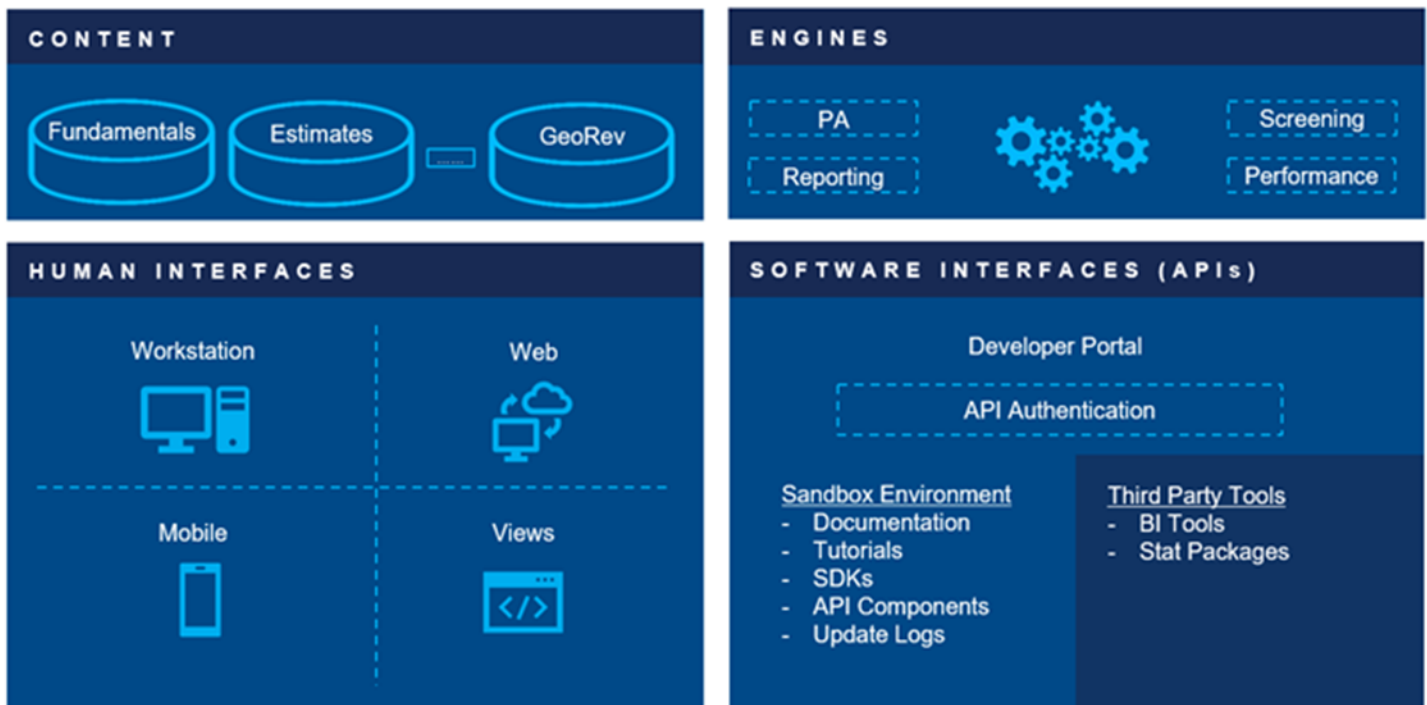 CONTENT
Fundamentals
Estimates
......
GeoRev
ENGINES
PA
Reporting
Screening
Performance
HUMAN INTERFACES
Workstation
Web
Mobile
Views
</>
SOFTWARE INTERFACES (APIs)
Developer Portal
API Authentication
Sandbox Environment
- Documentation
- Tutorials
- SDKs
- API Components
- Update Logs
Third Party Tools
- BI Tools
- Stat Packages